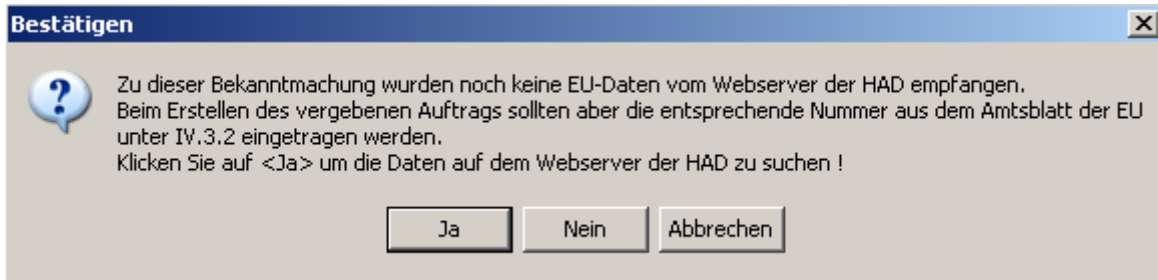 Bestätigen
Zu dieser Bekanntmachung wurden noch keine EU-Daten vom Webserver der HAD empfangen.
Beim Erstellen des vergebenen Auftrags sollten aber die entsprechende Nummer aus dem Amtsblatt der EU
unter IV.3.2 eingetragen werden.
Klicken Sie auf <Ja> um die Daten auf dem Webserver der HAD zu suchen !
Ja Nein Abbrechen